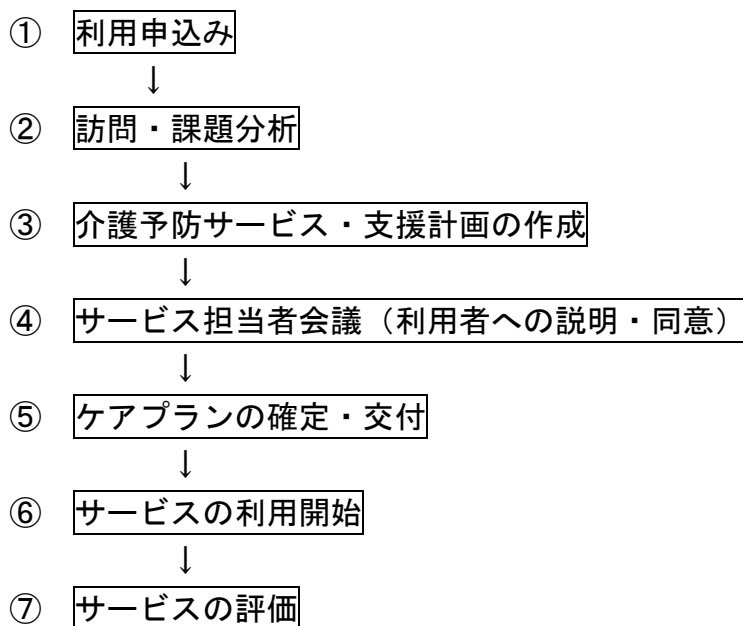 ① 利用申込み
↓
② 訪問・課題分析
↓
③ 介護予防サービス・支援計画の作成
↓
④ サービス担当者会議（利用者への説明・同意）
↓
⑤ ケアプランの確定・交付
↓
⑥ サービスの利用開始
↓
⑦ サービスの評価